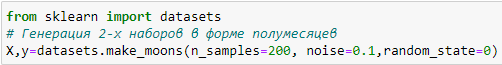 from sklearn import datasets
# Генерация 2-х наборов в форме полумесяцев
X,y=datasets.make_moons(n_samples=200, noise=0.1,random_state=0)